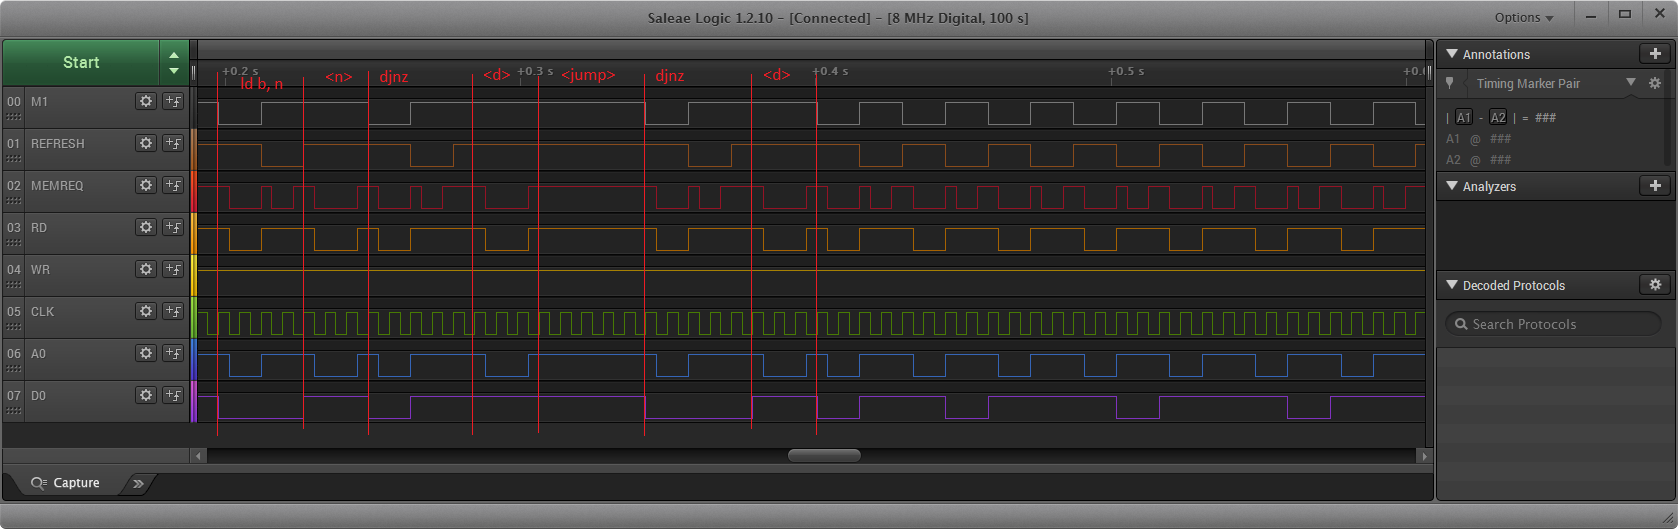 Saleae Logic 1.2.10 – [Connected] – [8 MHz Digital, 100 s]
Options
Start
+0.2 s
+0.3 s
+0.4 s
+0.5 s
ld b, n
<n>
djnz
<d>
<jump>
djnz
<d>
00 M1
01 REFRESH
02 MEMREQ
03 RD
04 WR
05 CLK
06 A0
07 D0
Capture
Annotations
Timing Marker Pair
| A1 - A2 | = ###
A1 @ ###
A2 @ ###
Analyzers
Decoded Protocols
Search Protocols